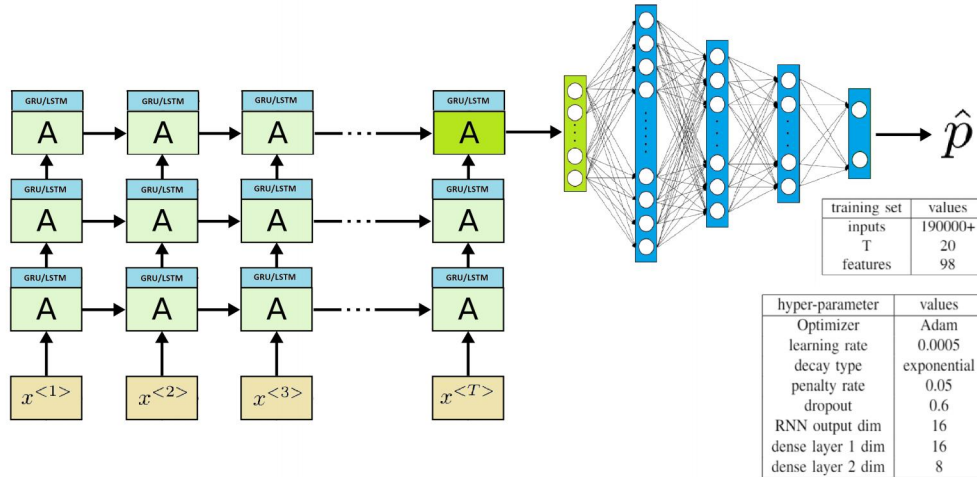 GRU/LSTM GRU/LSTM GRU/LSTM GRU/LSTM
A A A A
GRU/LSTM GRU/LSTM GRU/LSTM GRU/LSTM
A A A A
GRU/LSTM GRU/LSTM GRU/LSTM GRU/LSTM
A A A A
x^{<1>} x^{<2>} x^{<3>} x^{<T>}
p̂
training set values
inputs 190000+
T 20
features 98
hyper-parameter values
Optimizer Adam
learning rate 0.0005
decay type exponential
penalty rate 0.05
dropout 0.6
RNN output dim 16
dense layer 1 dim 16
dense layer 2 dim 8